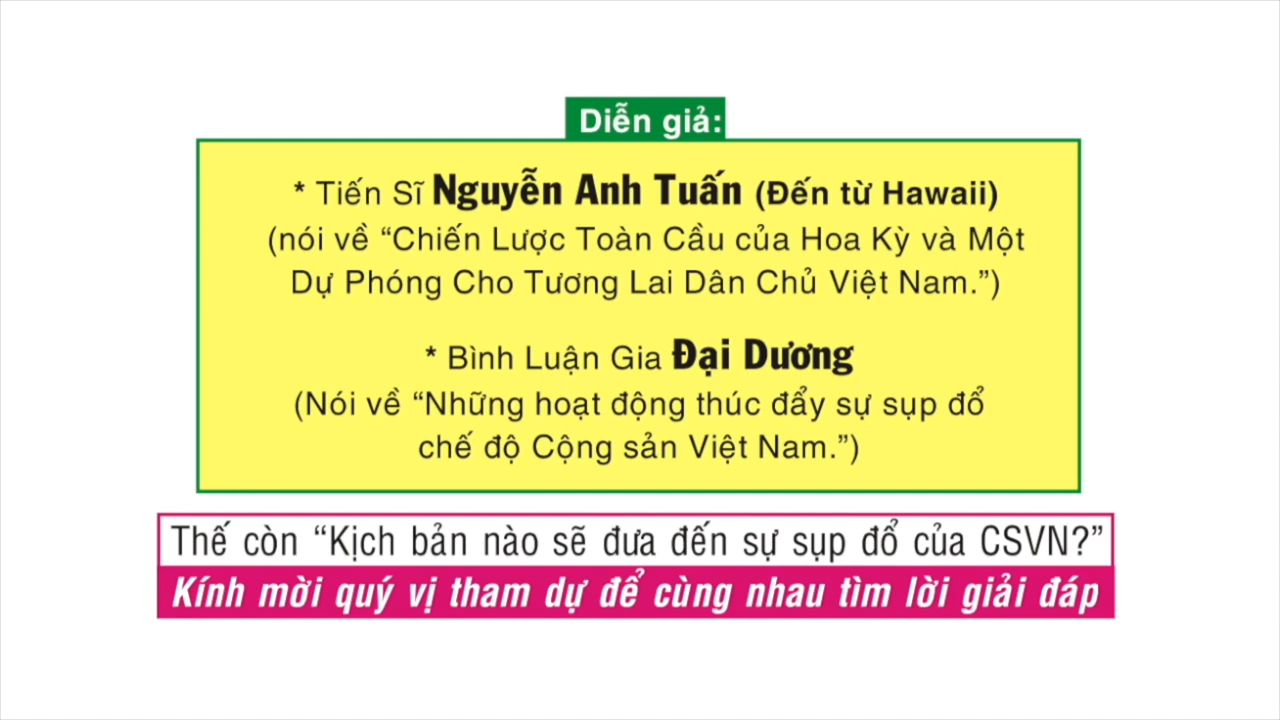 Diễn giả:
* Tiến Sĩ Nguyễn Anh Tuấn (Đến từ Hawaii)
(nói về “Chiến Lược Toàn Cầu của Hoa Kỳ và Một
Dự Phóng Cho Tương Lai Dân Chủ Việt Nam.”)
* Bình Luận Gia Đại Dương
(Nói về “Những hoạt động thúc đẩy sự sụp đổ
chế độ Cộng sản Việt Nam.”)
Thế còn “Kịch bản nào sẽ đưa đến sự sụp đổ của CSVN?”
Kính mời quý vị tham dự để cùng nhau tìm lời giải đáp